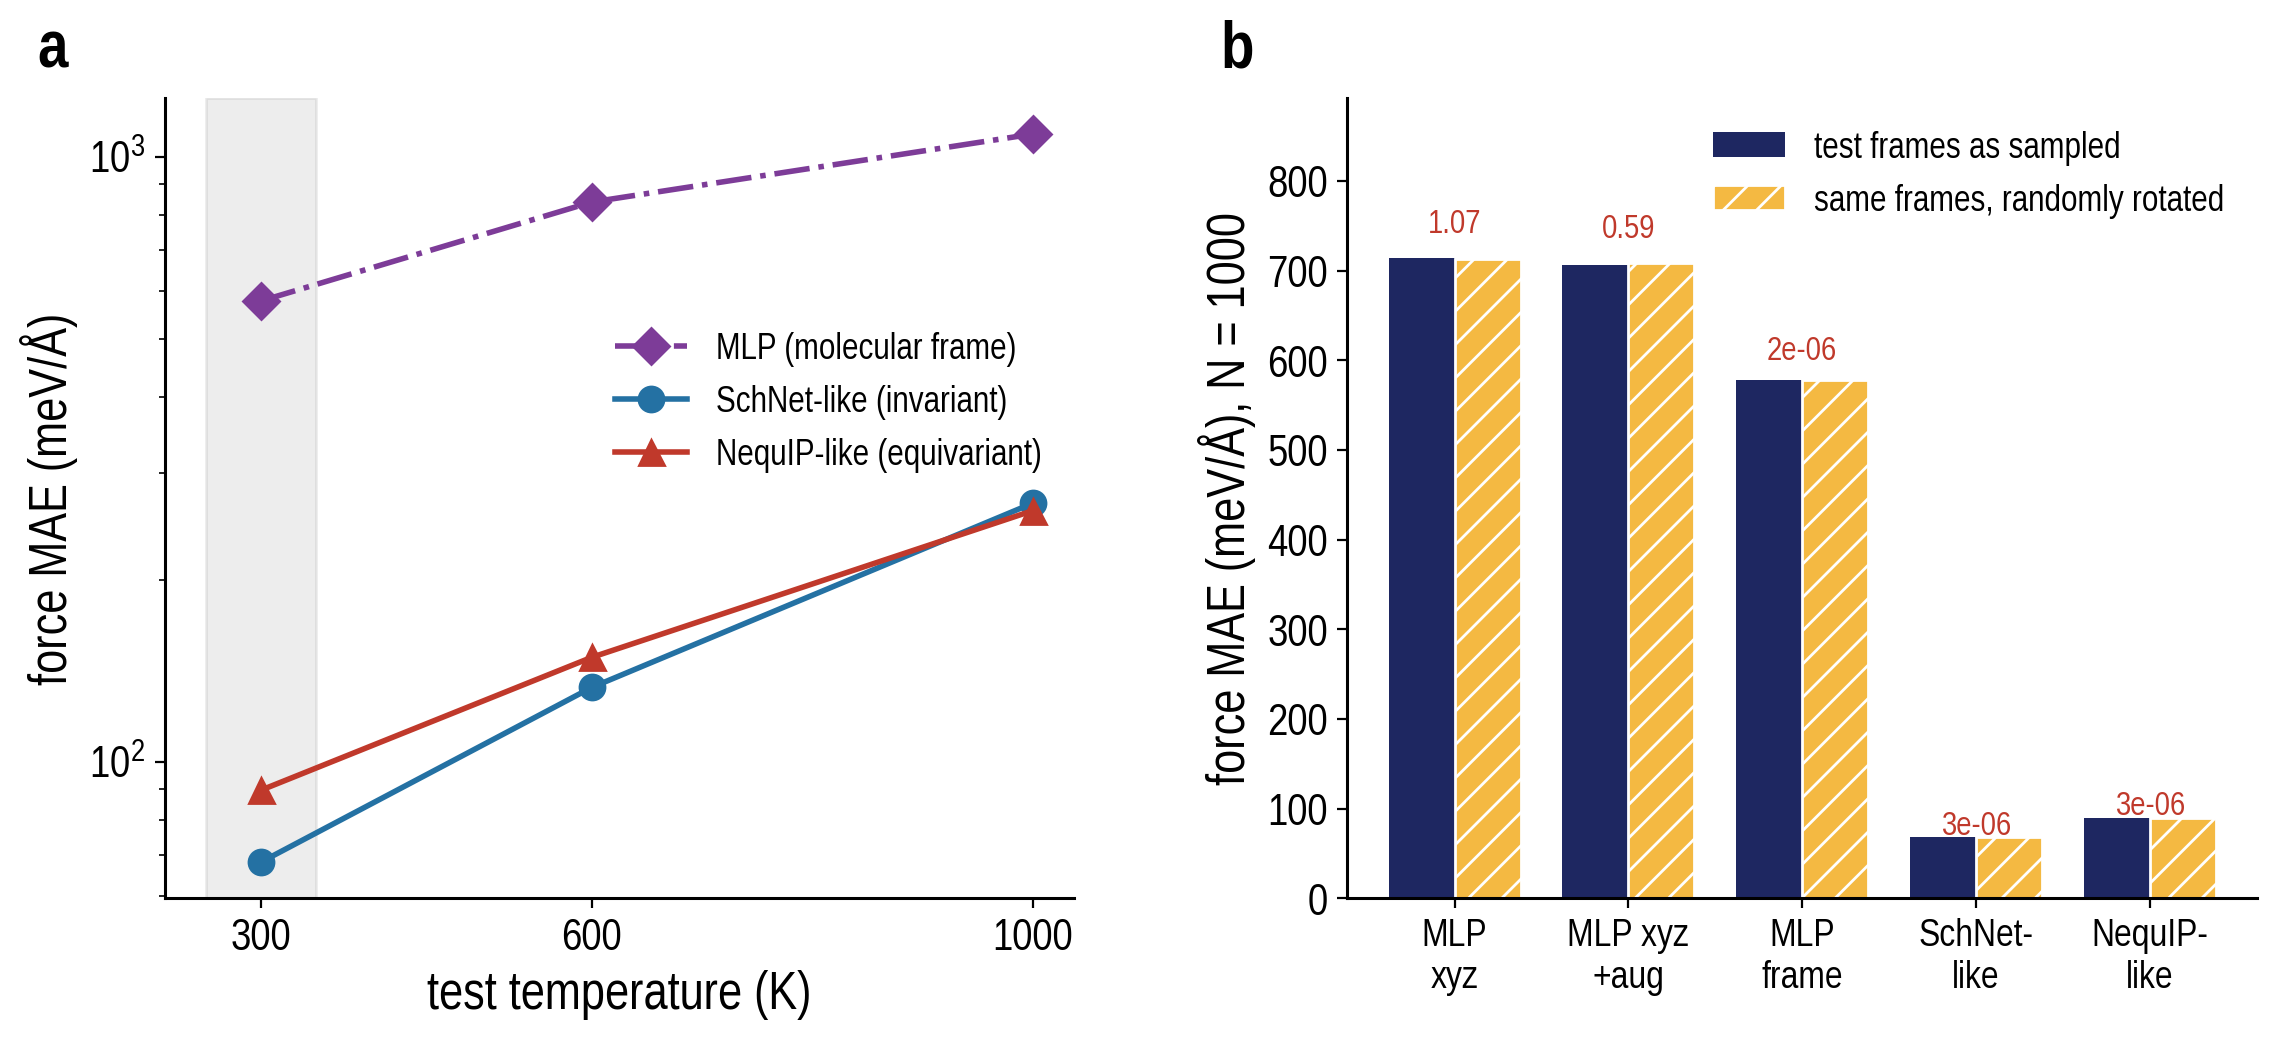 a
10³
10²
force MAE (meV/Å)
MLP (molecular frame)
SchNet-like (invariant)
NequIP-like (equivariant)
300
600
1000
test temperature (K)
b
test frames as sampled
same frames, randomly rotated
force MAE (meV/Å), N = 1000
800
700
600
500
400
300
200
100
0
1.07
0.59
2e-06
3e-06
3e-06
MLP
xyz
MLP xyz
+aug
MLP
frame
SchNet-
like
NequIP-
like